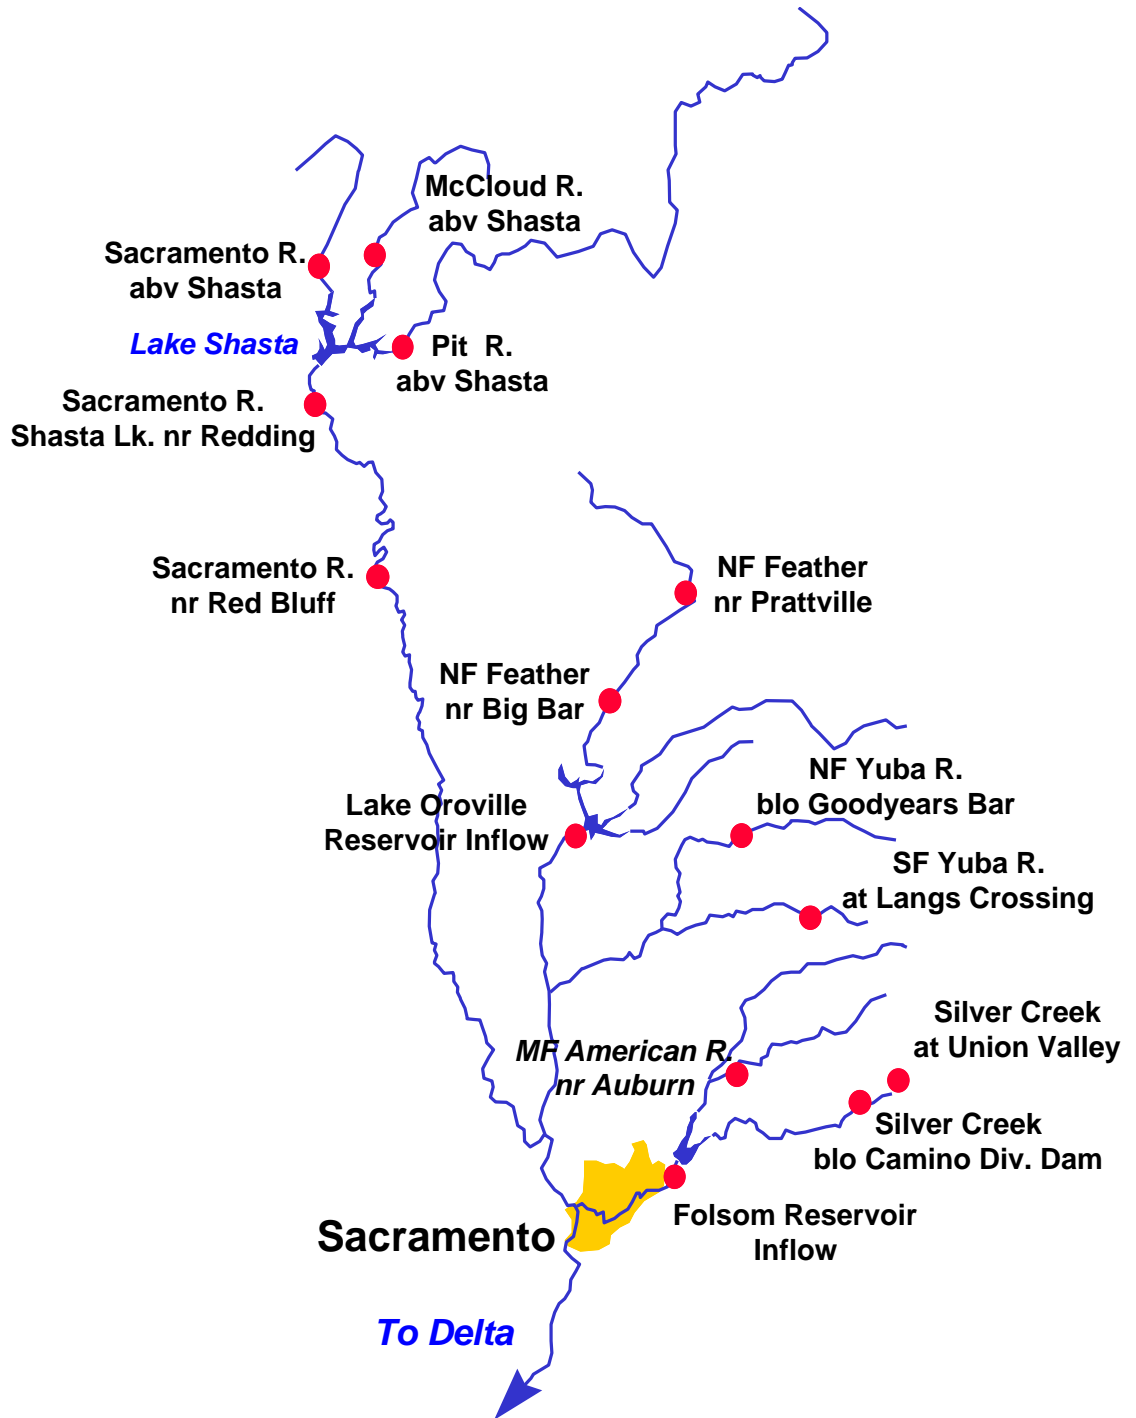 McCloud R.
abv Shasta
Sacramento R.
abv Shasta
Lake Shasta
Pit R.
abv Shasta
Sacramento R.
Shasta Lk. nr Redding
Sacramento R.
nr Red Bluff
NF Feather
nr Prattville
NF Feather
nr Big Bar
NF Yuba R.
blo Goodyears Bar
Lake Oroville
Reservoir Inflow
SF Yuba R.
at Langs Crossing
Silver Creek
at Union Valley
MF American R.
nr Auburn
Silver Creek
blo Camino Div. Dam
Folsom Reservoir
Inflow
Sacramento
To Delta